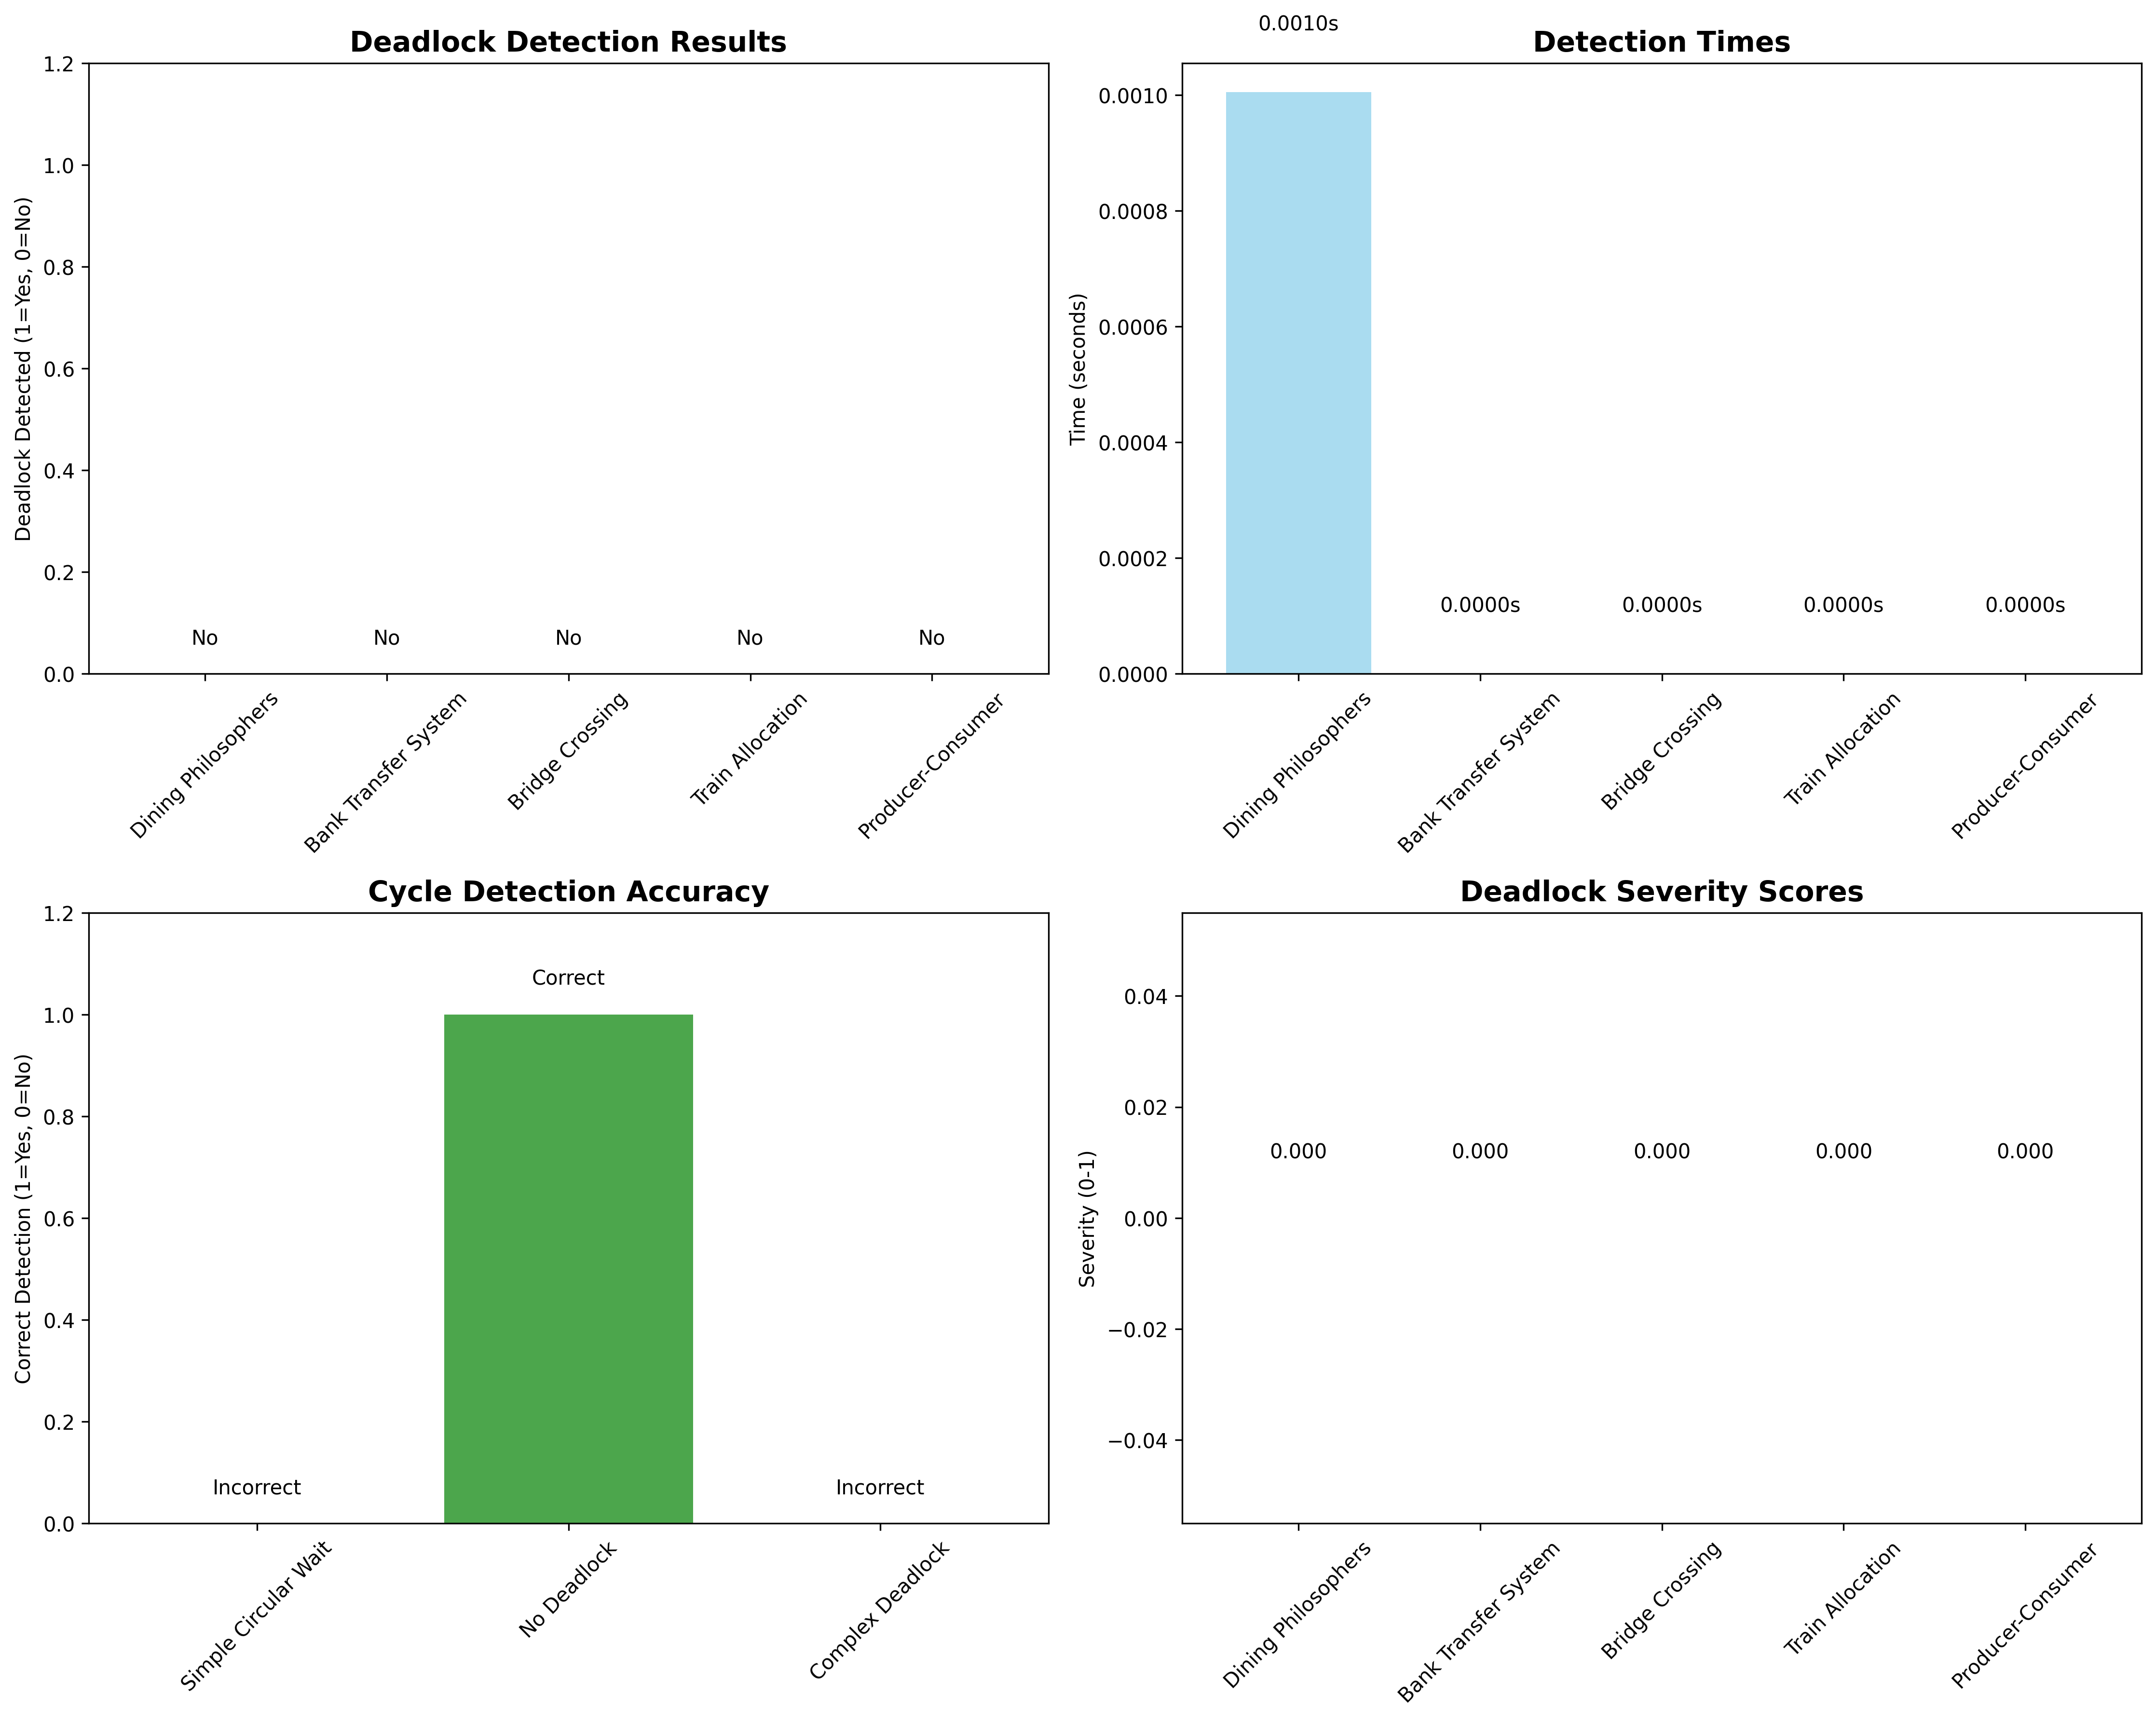 Deadlock Detection Results
Deadlock Detected (1=Yes, 0=No)
1.2
1.0
0.8
0.6
0.4
0.2
0.0
No No No No No
Dining Philosophers
Bank Transfer System
Bridge Crossing
Train Allocation
Producer-Consumer
0.0010s
Detection Times
Time (seconds)
0.0010
0.0008
0.0006
0.0004
0.0002
0.0000
0.0000s 0.0000s 0.0000s 0.0000s
Dining Philosophers
Bank Transfer System
Bridge Crossing
Train Allocation
Producer-Consumer
Cycle Detection Accuracy
Correct Detection (1=Yes, 0=No)
1.2
1.0
0.8
0.6
0.4
0.2
0.0
Correct
Incorrect Incorrect
Simple Circular Wait
No Deadlock
Complex Deadlock
Deadlock Severity Scores
Severity (0-1)
0.04
0.02
0.00
−0.02
−0.04
0.000 0.000 0.000 0.000 0.000
Dining Philosophers
Bank Transfer System
Bridge Crossing
Train Allocation
Producer-Consumer